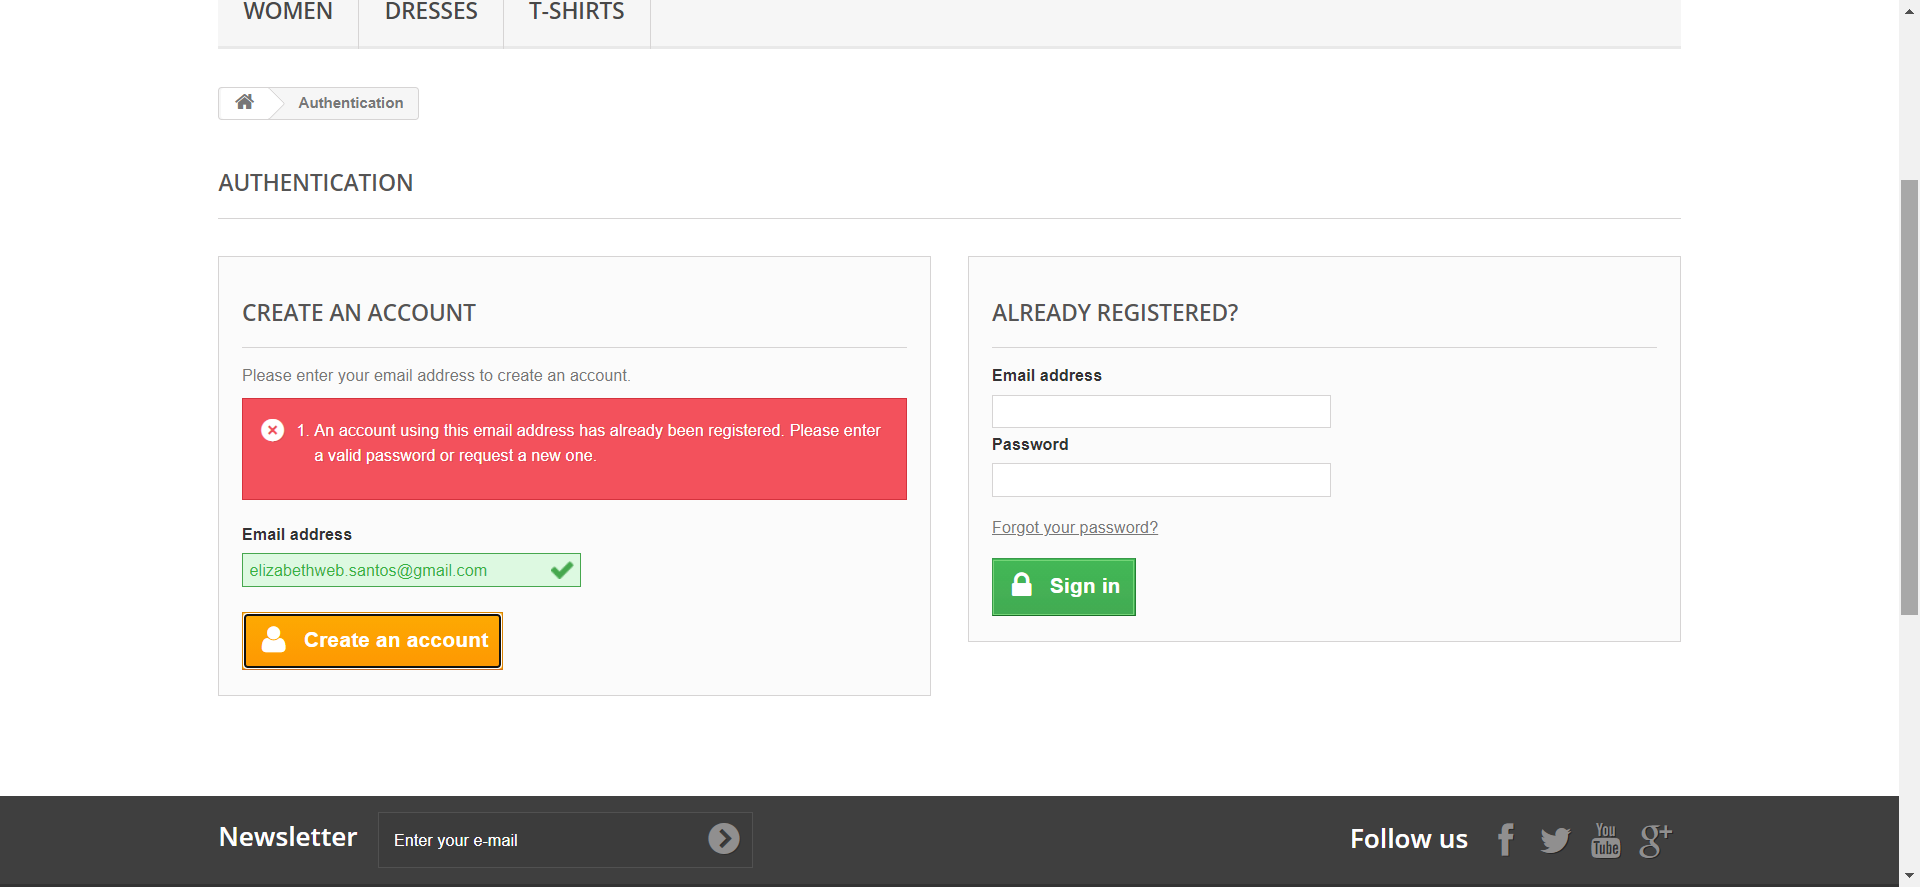 WOMEN DRESSES T-SHIRTS
Authentication
AUTHENTICATION
CREATE AN ACCOUNT
Please enter your email address to create an account.
1. An account using this email address has already been registered. Please enter
a valid password or request a new one.
Email address
elizabethweb.santos@gmail.com
Create an account
ALREADY REGISTERED?
Email address
Password
Forgot your password?
Sign in
Newsletter
Enter your e-mail
Follow us
You
Tube
g+